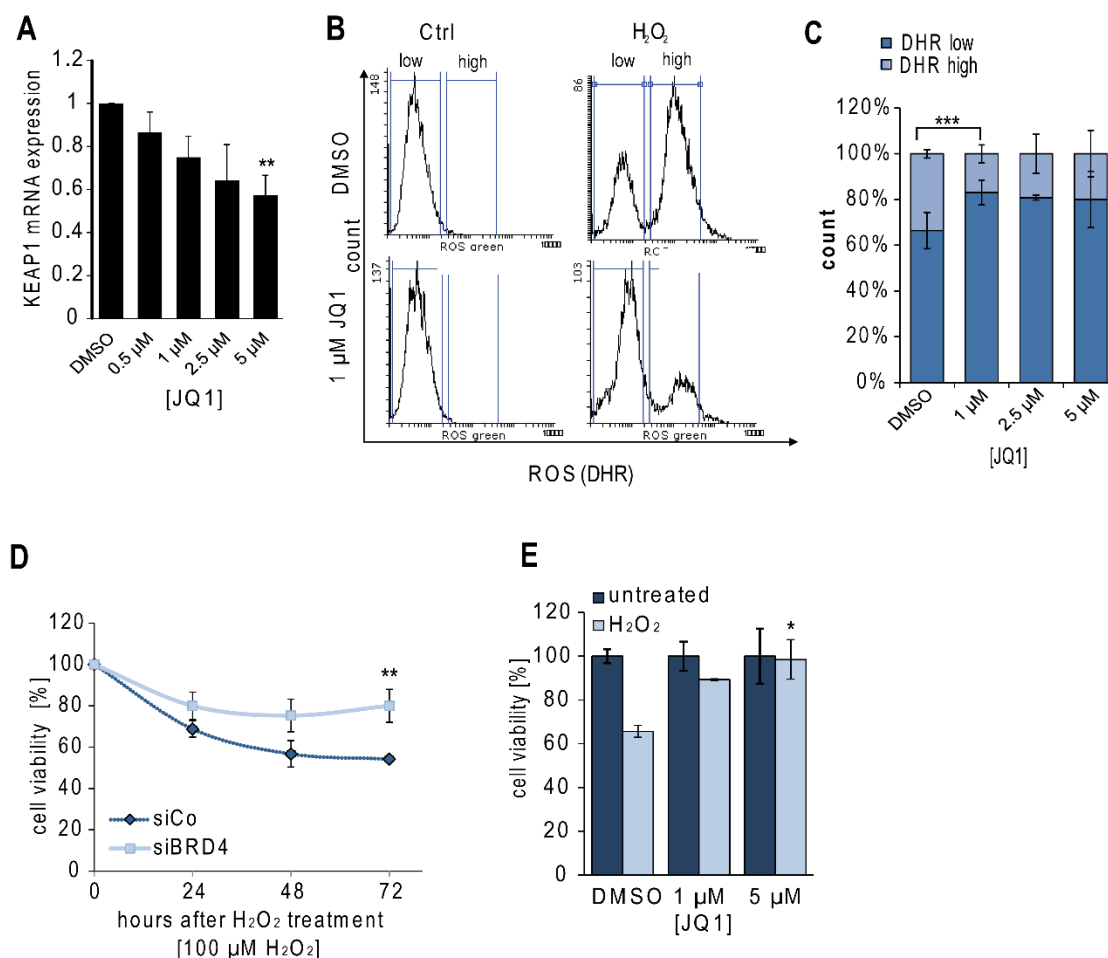 A
KEAP1 mRNA expression
1.2
1
0.8
0.6
0.4
0.2
0
**
DMSO
0.5 µM
1 µM
2.5 µM
5 µM
[JQ1]
B
Ctrl
H₂O₂
low
high
low
high
DMSO
148
ROS green
86
count
1 µM JQ1
137
ROS green
103
ROS green
ROS (DHR)
C
DHR low
DHR high
count
120%
100%
80%
60%
40%
20%
0%
***
DMSO
1 µM
2.5 µM
5 µM
[JQ1]
D
cell viability [%]
120
100
80
60
40
20
0
**
siCo
siBRD4
0
24
48
72
hours after H₂O₂ treatment
[100 µM H₂O₂]
E
untreated
H₂O₂
cell viability [%]
120
100
80
60
40
20
0
*
DMSO
1 µM
5 µM
[JQ1]